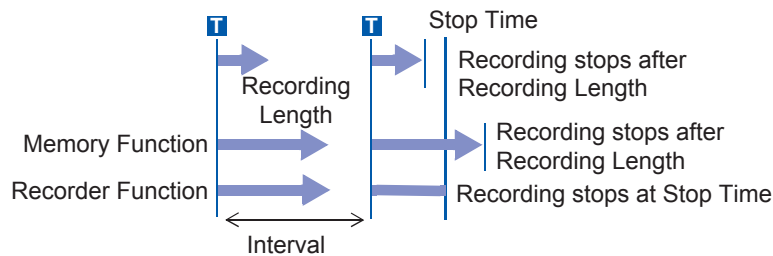 T
T
Stop Time
Recording stops after
Recording Length
Recording
Length
Memory Function
Recording stops after
Recording Length
Recorder Function
Recording stops at Stop Time
Interval